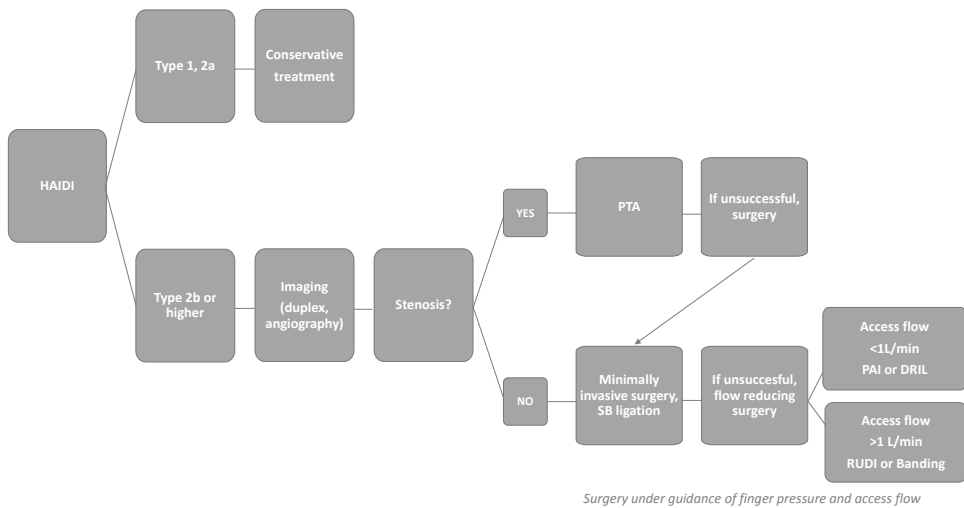 HAIDI
Type 1, 2a
Conservative
treatment
Type 2b or
higher
Imaging
(duplex,
angiography)
Stenosis?
YES
PTA
If unsuccessful,
surgery
NO
Minimally
invasive surgery,
SB ligation
If unsuccesful,
flow reducing
surgery
Access flow
<1L/min
PAI or DRIL
Access flow
>1 L/min
RUDI or Banding
Surgery under guidance of finger pressure and access flow